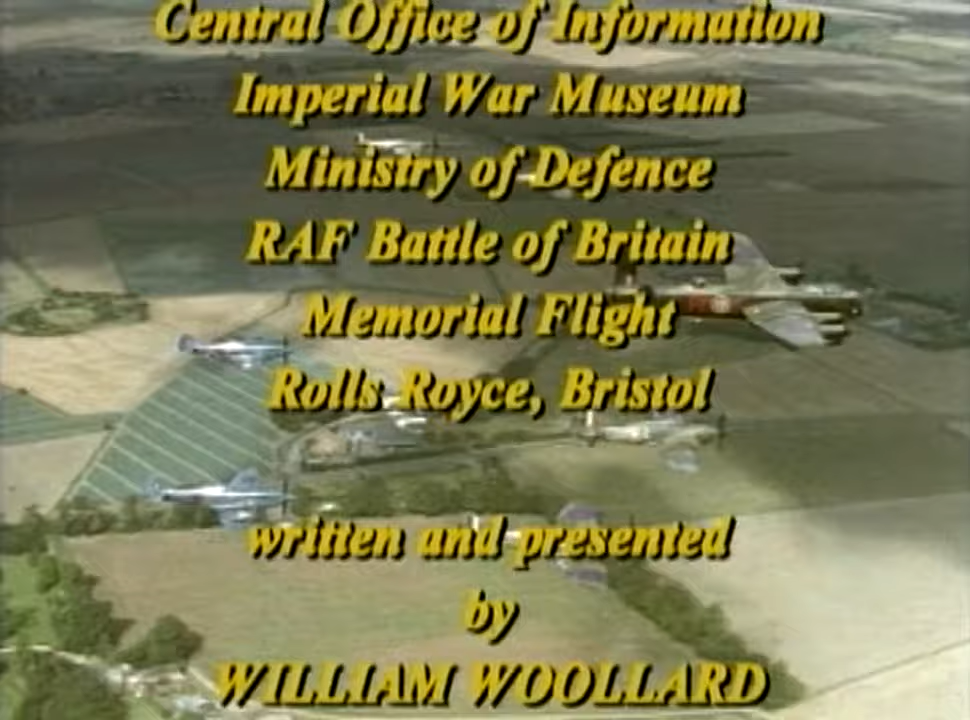 Central Office of Information
Imperial War Museum
Ministry of Defence
RAF Battle of Britain
Memorial Flight
Rolls Royce, Bristol
written and presented
by
WILLIAM WOOLLARD